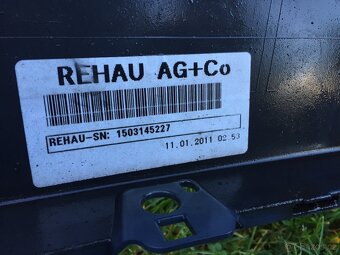 REHAU AG+Co
REHAU-SN: 1503145227
11.01.2011 02:53